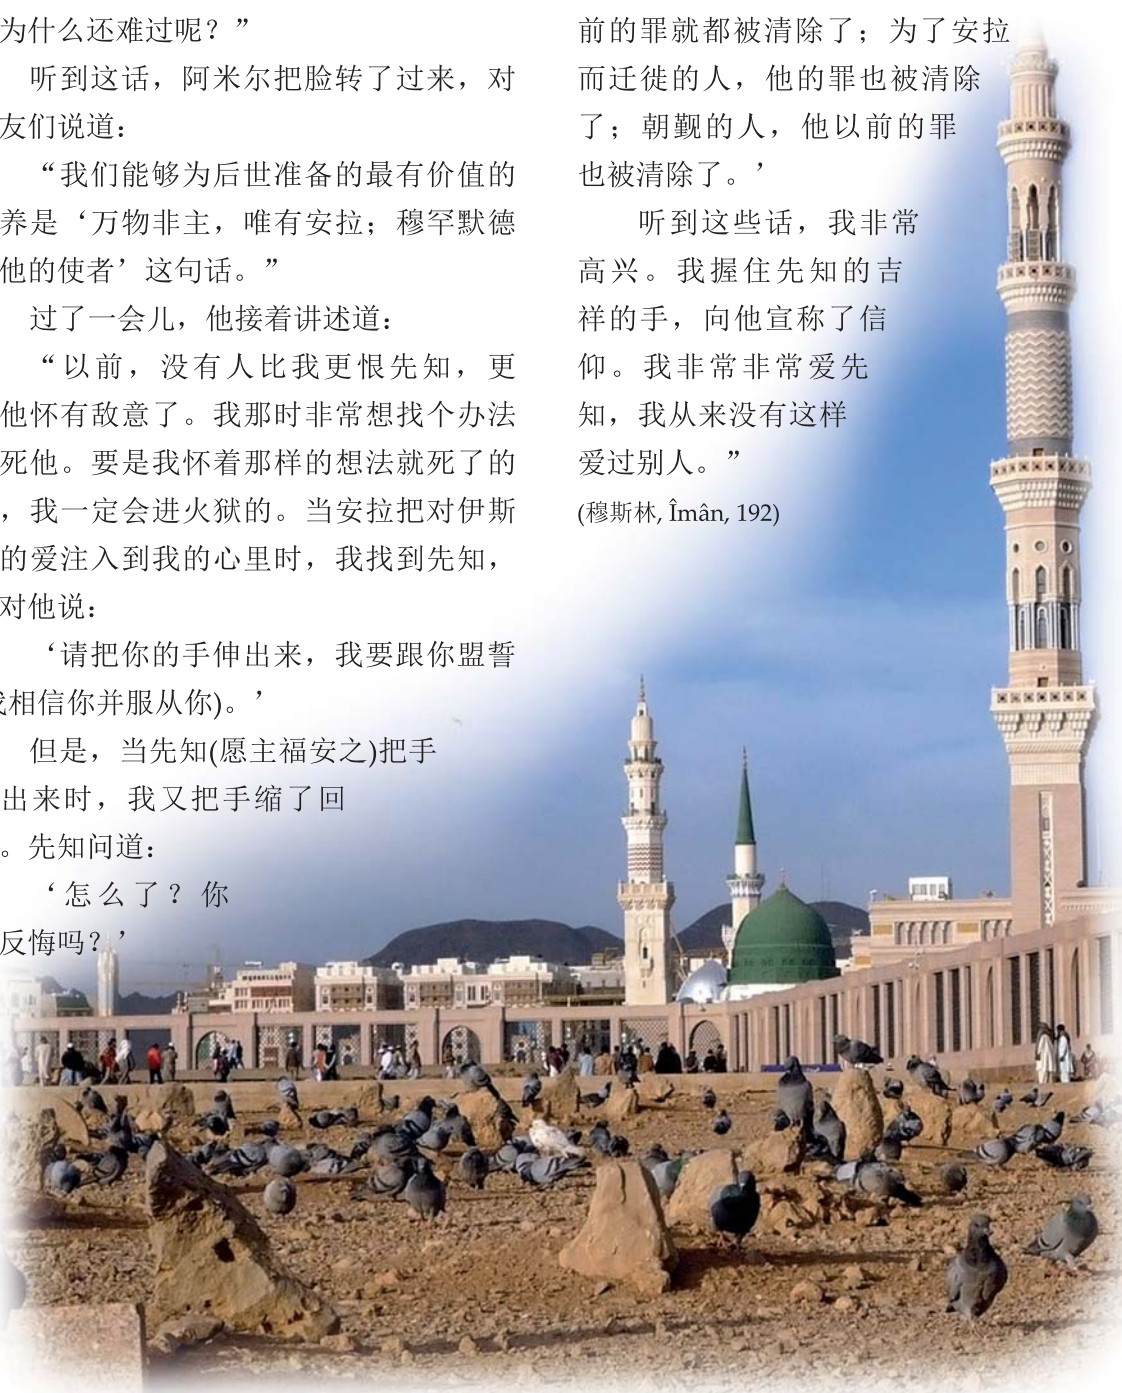 为什么还难过呢？”
听到这话，阿米尔把脸转了过来，对
友们说道：
“我们能够为后世准备的最有价值的
养是‘万物非主，唯有安拉；穆罕默德
他的使者’这句话。”
过了一会儿，他接着讲述道：
“以前，没有人比我更恨先知，更
他怀有敌意了。我那时非常想找个办法
死他。要是我怀着那样的想法就死了的
，我一定会进火狱的。当安拉把对伊斯
的爱注入到我的心里时，我找到先知，
对他说：
‘请把你的手伸出来，我要跟你盟誓
相信你并服从你)。’
但是，当先知(愿主福安之)把手
出来时，我又把手缩了回
。先知问道：
‘怎么了？你
反悔吗？’
前的罪就都被清除了；为了安拉
而迁徙的人，他的罪也被清除
了；朝觐的人，他以前的罪
也被清除了。’
听到这些话，我非常
高兴。我握住先知的吉
祥的手，向他宣称了信
仰。我非常非常爱先
知，我从来没有这样
爱过别人。”
(穆斯林, Îmân, 192)